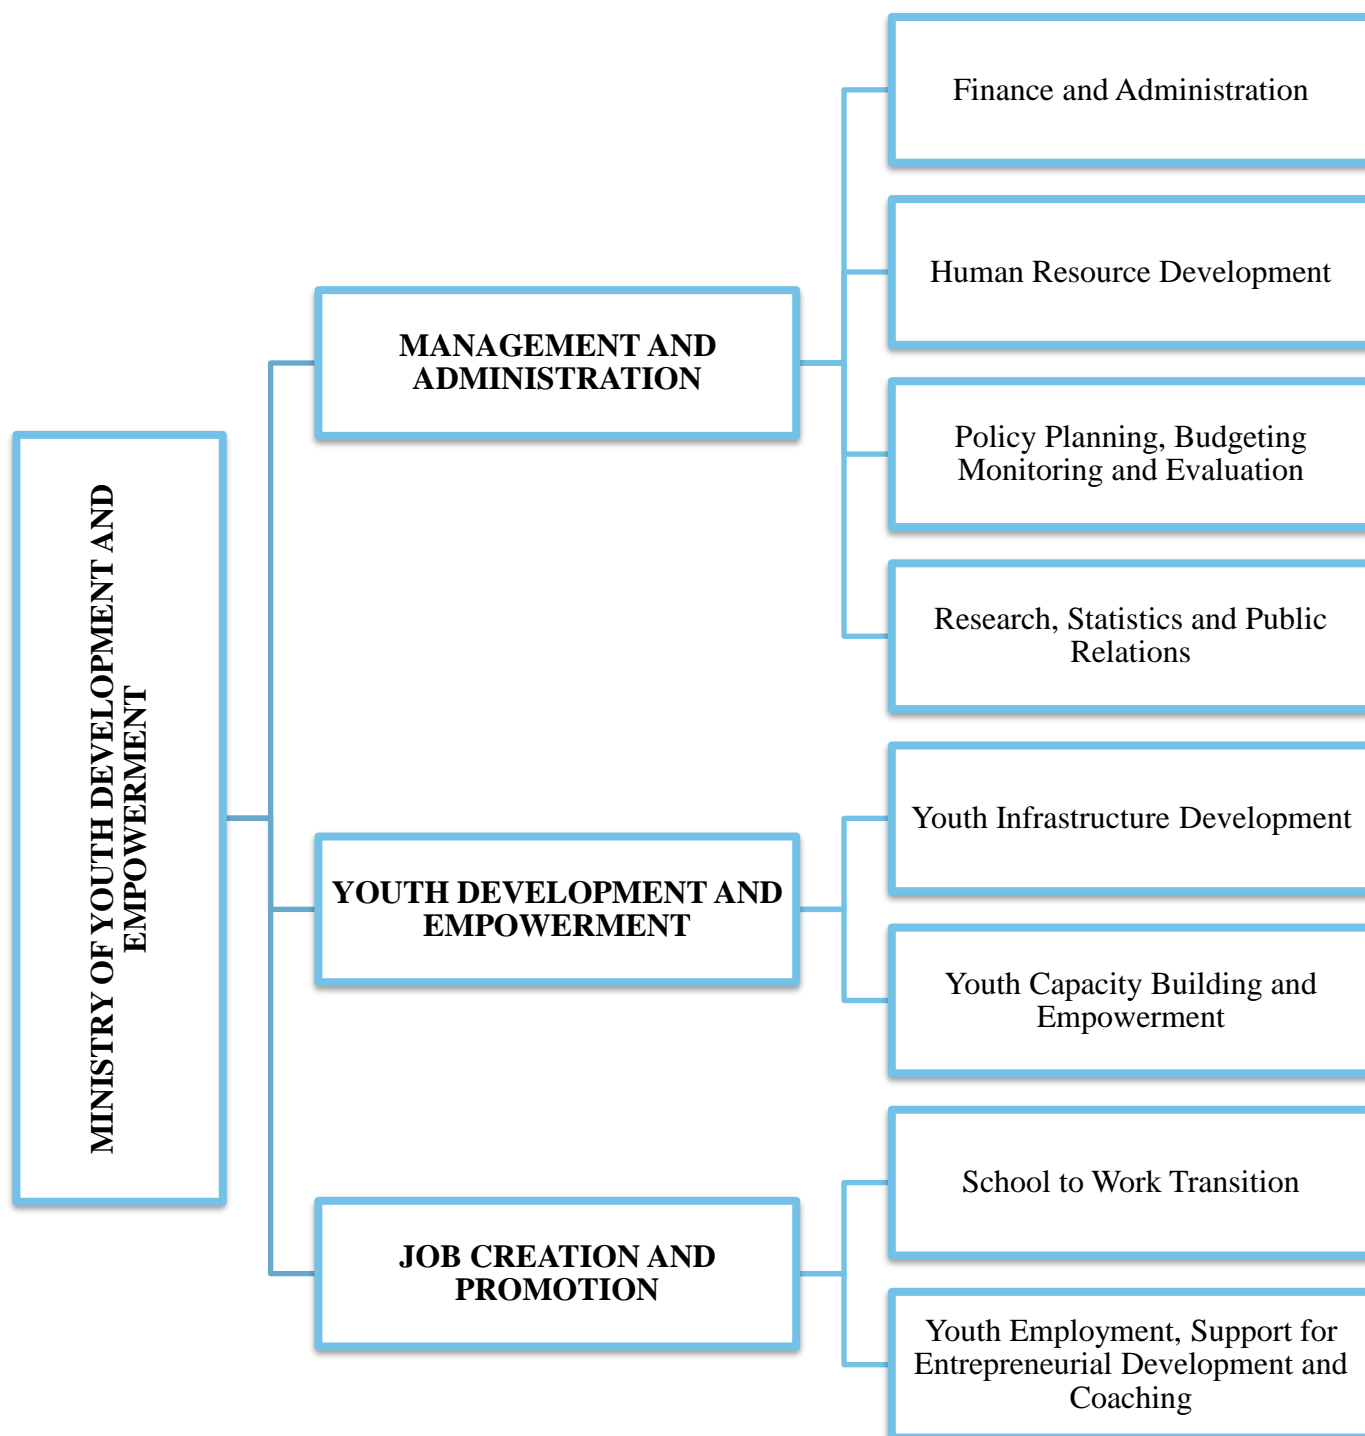 MINISTRY OF YOUTH DEVELOPMENT AND
EMPOWERMENT
MANAGEMENT AND
ADMINISTRATION
Finance and Administration
Human Resource Development
Policy Planning, Budgeting
Monitoring and Evaluation
Research, Statistics and Public
Relations
YOUTH DEVELOPMENT AND
EMPOWERMENT
Youth Infrastructure Development
Youth Capacity Building and
Empowerment
JOB CREATION AND
PROMOTION
School to Work Transition
Youth Employment, Support for
Entrepreneurial Development and
Coaching